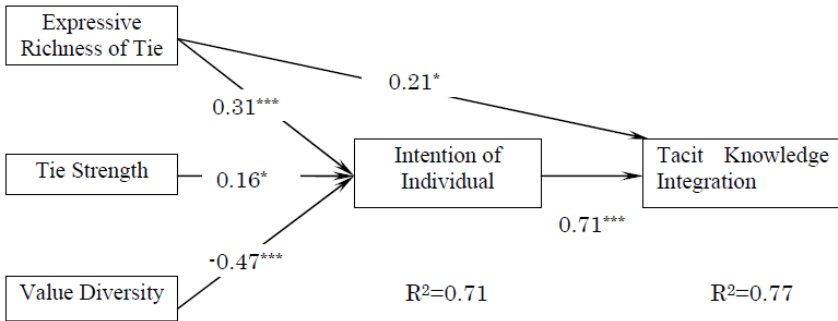 Expressive
Richness of Tie
0.21*
0.31***
Tie Strength
0.16*
Intention of
Individual
Tacit Knowledge
Integration
0.71***
-0.47***
Value Diversity
R²=0.71
R²=0.77